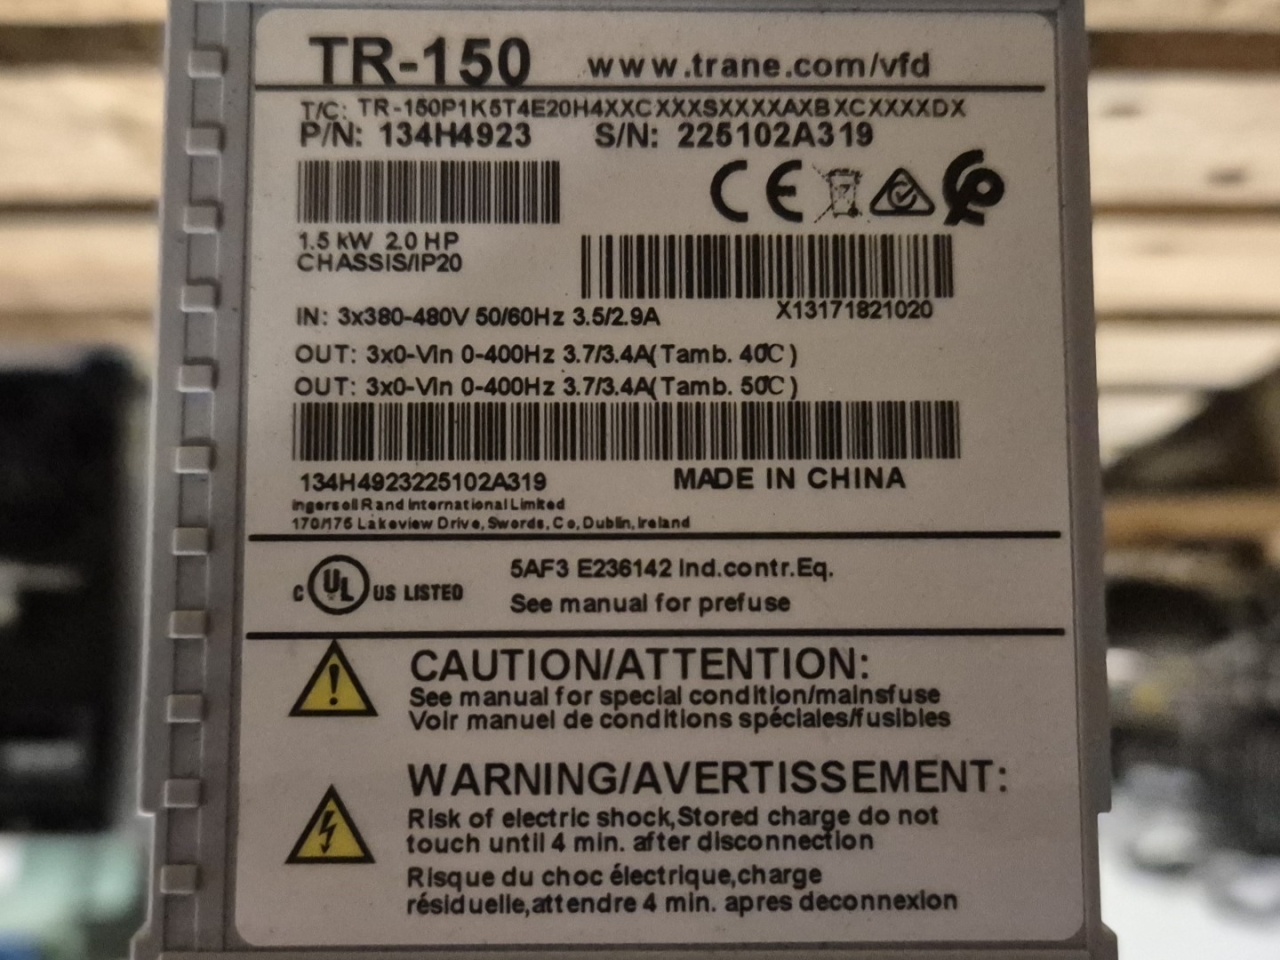 TR-150 www.trane.com/vfd
T/C: TR-150P1K5T4E20H4XXCXXXSXXXXAXBXCXXXXDX
P/N: 134H4923 S/N: 225102A319
CE
1.5 kW 2.0 HP
CHASSIS/IP20
X13171821020
IN: 3x380-480V 50/60Hz 3.5/2.9A
OUT: 3x0-Vin 0-400Hz 3.7/3.4A(Tamb. 40℃)
OUT: 3x0-Vin 0-400Hz 3.7/3.4A(Tamb. 50℃)
134H4923225102A319 MADE IN CHINA
Ingersoll Rand International Limited
170/175 Lakeview Drive, Swords, Co, Dublin, Ireland
C UL US LISTED 5AF3 E236142 Ind.contr.Eq.
See manual for prefuse
CAUTION/ATTENTION:
See manual for special condition/mainsfuse
Voir manuel de conditions spéciales/fusibles
WARNING/AVERTISSEMENT:
Risk of electric shock,Stored charge do not
touch until 4 min. after disconnection
Risque du choc électrique,charge
résiduelle,attendre 4 min. apres deconnexion